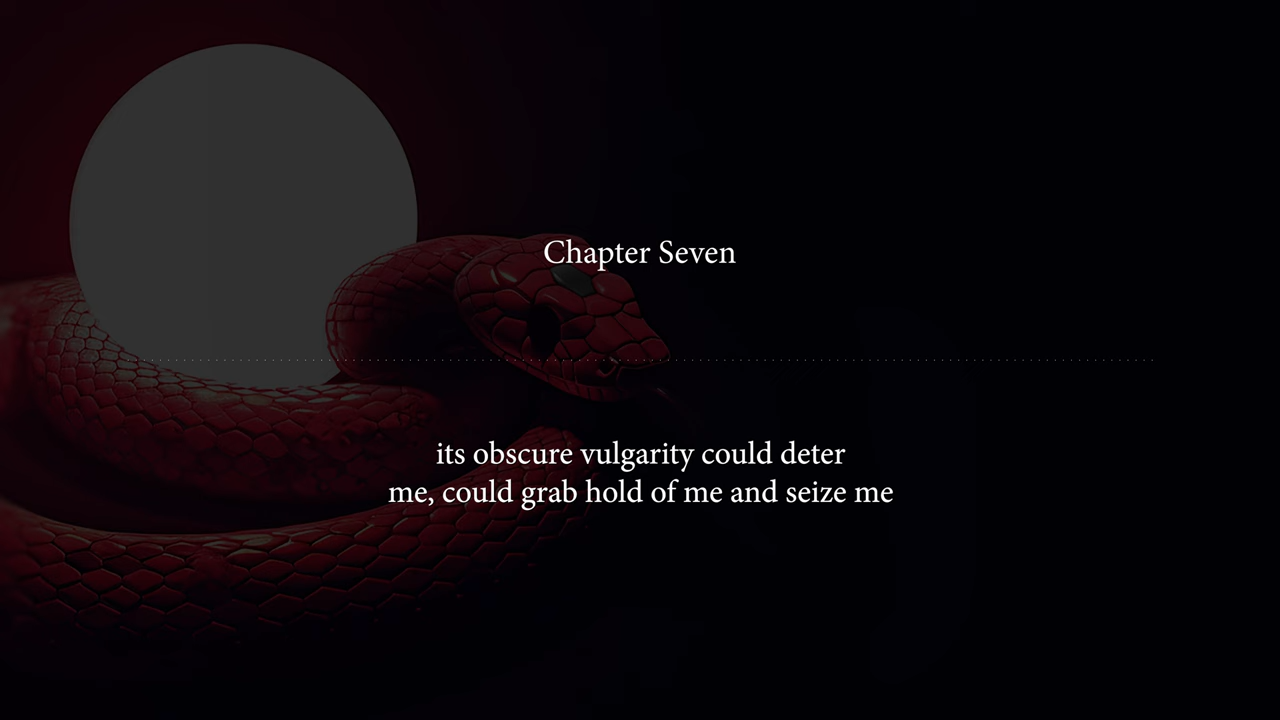 Chapter Seven
its obscure vulgarity could deter
me, could grab hold of me and seize me